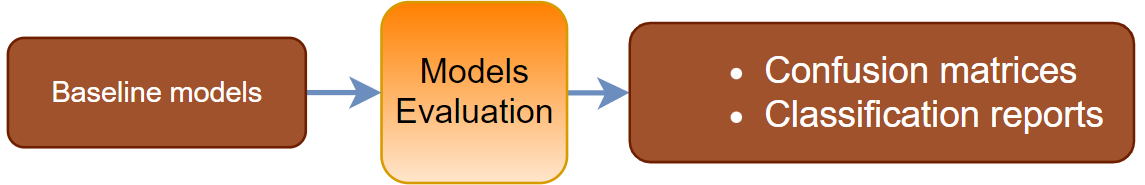 Baseline models
Models
Evaluation
• Confusion matrices
• Classification reports